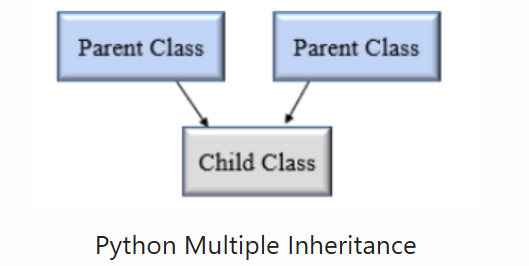 Parent Class
Parent Class
Child Class
Python Multiple Inheritance